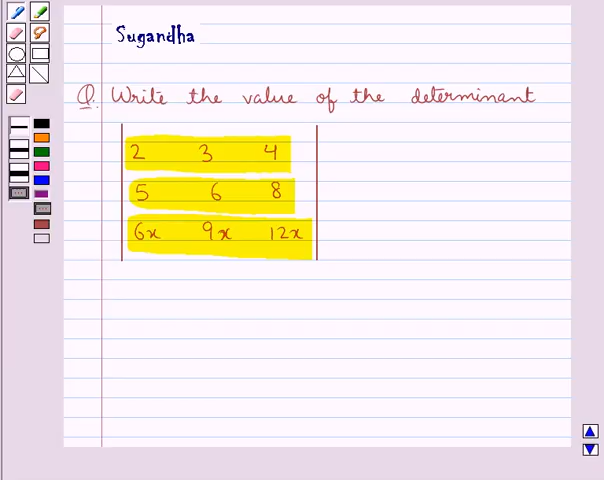 Sugandha
Q. Write the value of the determinant
2 3 4
5 6 8
6x 9x 12x